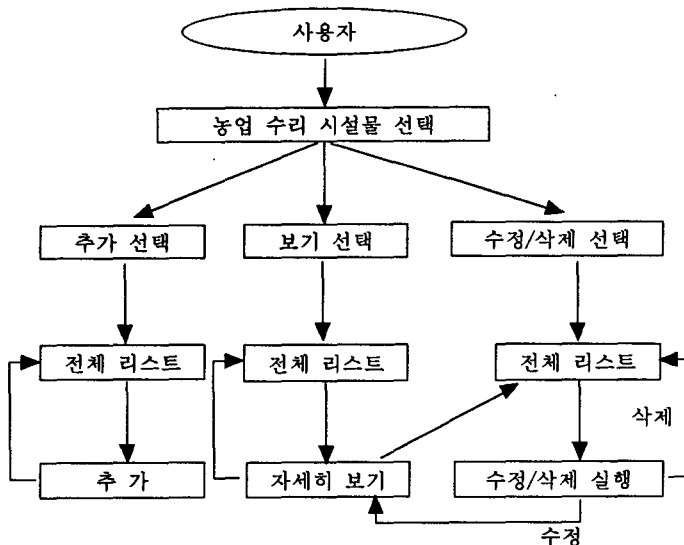 사용자
농업 수리 시설물 선택
추가 선택
보기 선택
수정/삭제 선택
전체 리스트
전체 리스트
전체 리스트
삭제
추 가
자세히 보기
수정/삭제 실행
수정